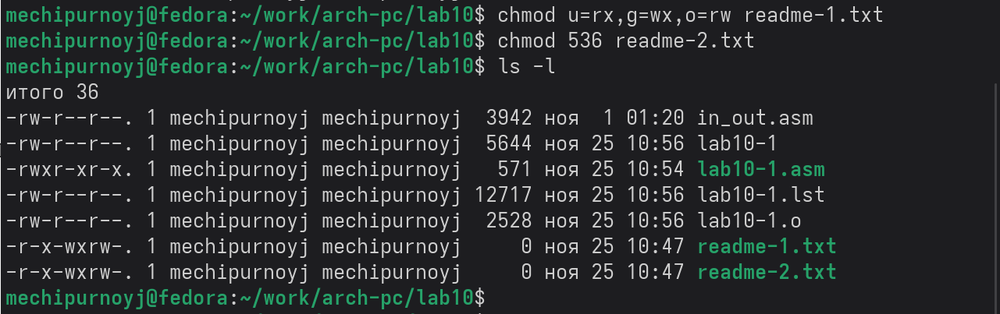 mechipurnoyj@fedora:~/work/arch-pc/lab10$ chmod u=rx,g=wx,o=rw readme-1.txt
mechipurnoyj@fedora:~/work/arch-pc/lab10$ chmod 536 readme-2.txt
mechipurnoyj@fedora:~/work/arch-pc/lab10$ ls -l
итого 36
-rw-r--r--. 1 mechipurnoyj mechipurnoyj  3942 ноя  1 01:20 in_out.asm
-rw-r--r--. 1 mechipurnoyj mechipurnoyj  5644 ноя 25 10:56 lab10-1
-rwxr-xr-x. 1 mechipurnoyj mechipurnoyj   571 ноя 25 10:54 lab10-1.asm
-rw-r--r--. 1 mechipurnoyj mechipurnoyj 12717 ноя 25 10:56 lab10-1.lst
-rw-r--r--. 1 mechipurnoyj mechipurnoyj  2528 ноя 25 10:56 lab10-1.o
-r-x-wxrw-. 1 mechipurnoyj mechipurnoyj     0 ноя 25 10:47 readme-1.txt
-r-x-wxrw-. 1 mechipurnoyj mechipurnoyj     0 ноя 25 10:47 readme-2.txt
mechipurnoyj@fedora:~/work/arch-pc/lab10$